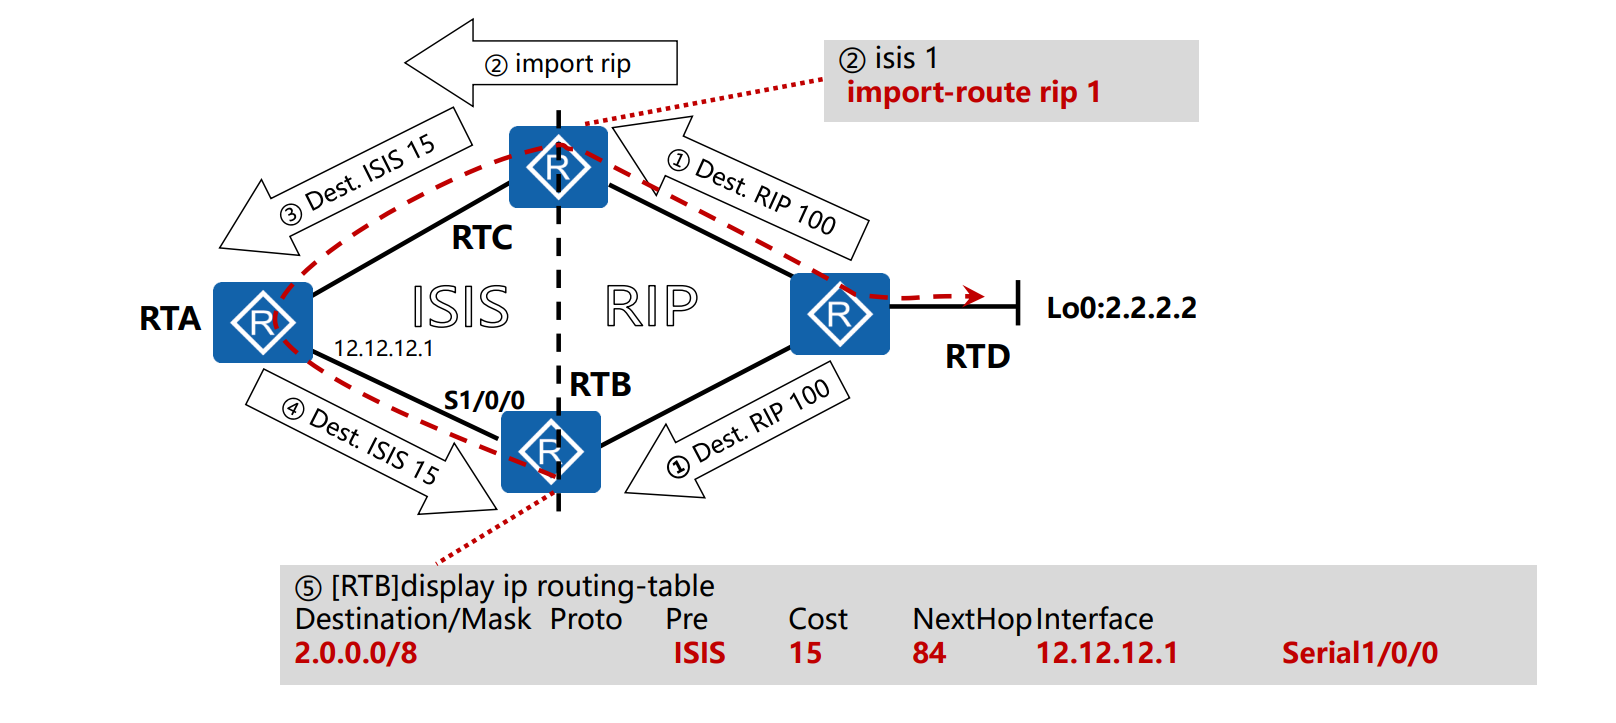 ② import rip
② isis 1
import-route rip 1
③ Dest. ISIS 15
① Dest. RIP 100
R
RTC
RTA
R
ISIS
RIP
R
Lo0:2.2.2.2
RTD
12.12.12.1
S1/0/0
RTB
R
④ Dest. ISIS 15
① Dest. RIP 100
⑤ [RTB]display ip routing-table
Destination/Mask Proto Pre Cost NextHop Interface
2.0.0.0/8 ISIS 15 84 12.12.12.1 Serial1/0/0